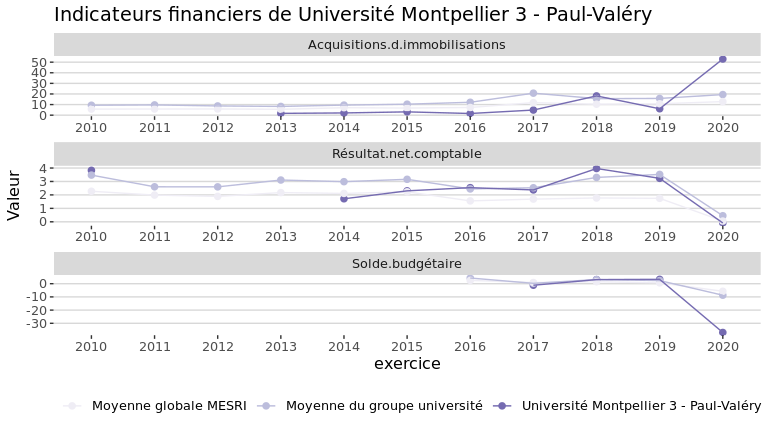 Indicateurs financiers de Université Montpellier 3 - Paul-Valéry
Acquisitions.d.immobilisations
50
40
30
20
10
0
2010 2011 2012 2013 2014 2015 2016 2017 2018 2019 2020
Résultat.net.comptable
4
3
2
1
0
2010 2011 2012 2013 2014 2015 2016 2017 2018 2019 2020
Solde.budgétaire
0
-10
-20
-30
2010 2011 2012 2013 2014 2015 2016 2017 2018 2019 2020
Valeur
exercice
Moyenne globale MESRI Moyenne du groupe université Université Montpellier 3 - Paul-Valéry